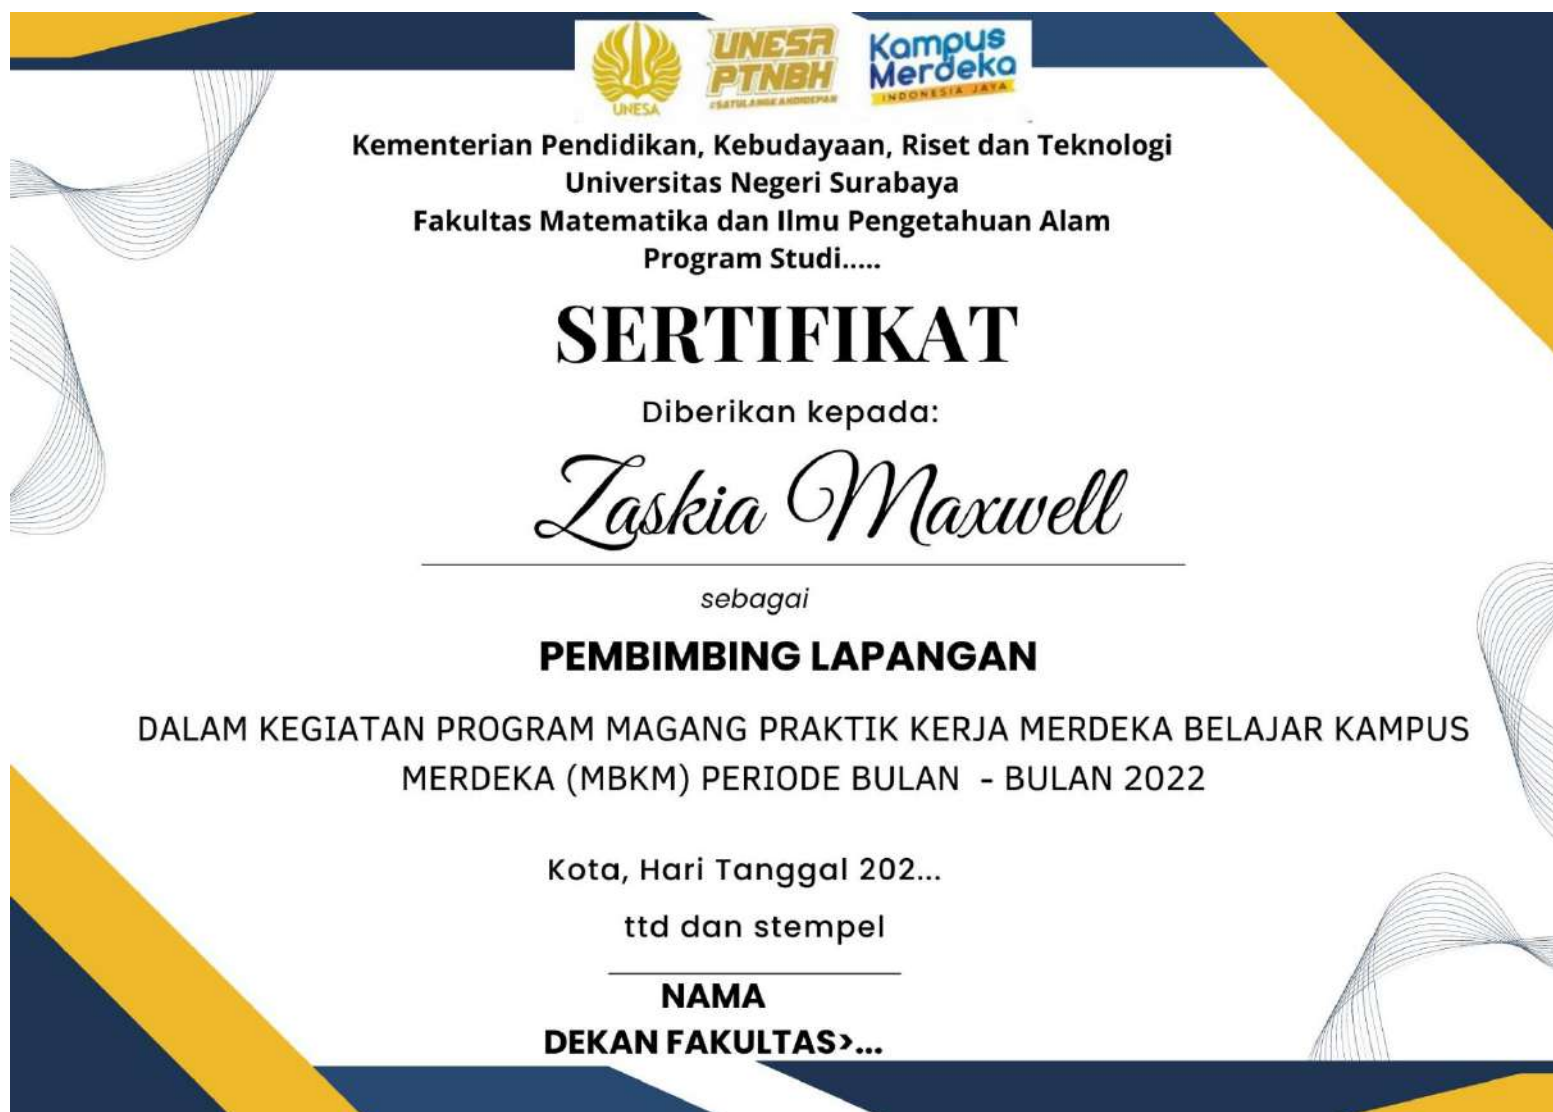 UNESA
UNESA
PTNBH
#SATULANGKAHDIDEPAN
Kampus
Merdeka
INDONESIA JAYA
Kementerian Pendidikan, Kebudayaan, Riset dan Teknologi
Universitas Negeri Surabaya
Fakultas Matematika dan Ilmu Pengetahuan Alam
Program Studi.....
SERTIFIKAT
Diberikan kepada:
Zaskia Maxwell
sebagai
PEMBIMBING LAPANGAN
DALAM KEGIATAN PROGRAM MAGANG PRAKTIK KERJA MERDEKA BELAJAR KAMPUS
MERDEKA (MBKM) PERIODE BULAN - BULAN 2022
Kota, Hari Tanggal 202...
ttd dan stempel
NAMA
DEKAN FAKULTAS>...